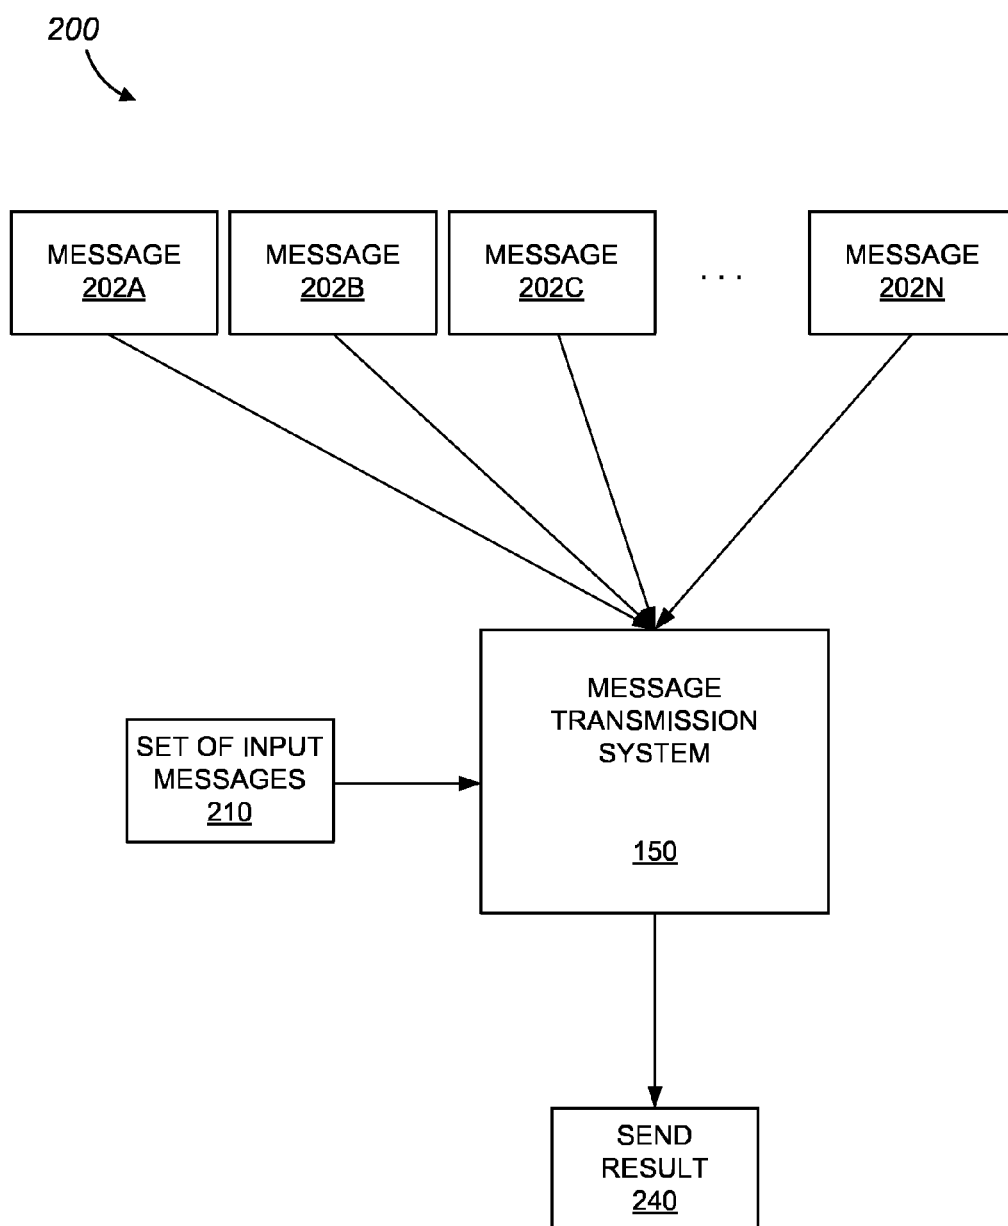 200
MESSAGE
202A
MESSAGE
202B
MESSAGE
202C
. . .
MESSAGE
202N
MESSAGE
TRANSMISSION
SYSTEM
150
SET OF INPUT
MESSAGES
210
SEND
RESULT
240